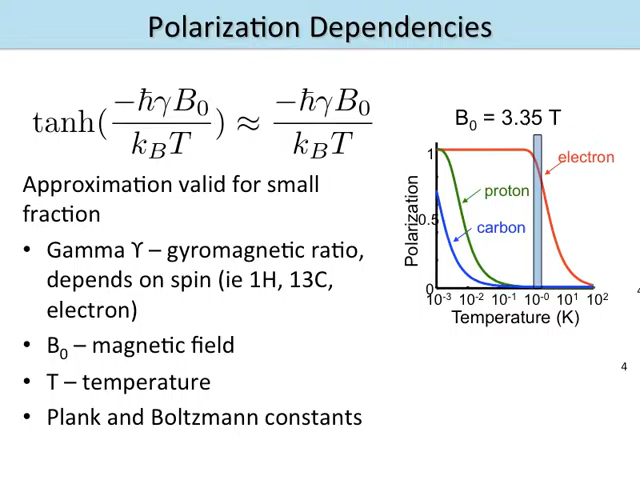 Polarization Dependencies
tanh(−ħγB₀/k_BT) ≈ −ħγB₀/k_BT
Approximation valid for small
fraction
• Gamma ϒ – gyromagnetic ratio,
depends on spin (ie 1H, 13C,
electron)
• B₀ – magnetic field
• T – temperature
• Plank and Boltzmann constants
B₀ = 3.35 T
electron
proton
carbon
Polarization
1
0.5
0
10⁻³ 10⁻² 10⁻¹ 10⁻⁰ 10¹ 10²
Temperature (K)
4
4